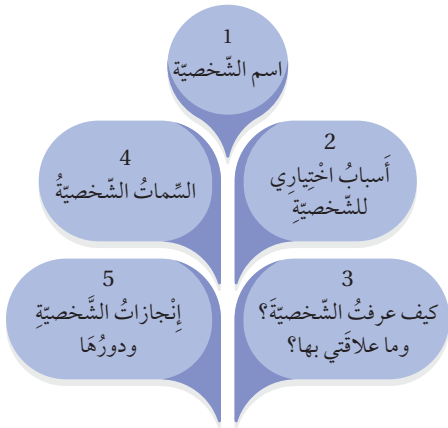 1
اسم الشّخصيّة
2
أَسبابُ اخْتِيارِي
للشّخصيّةِ
3
كيف عرفتُ الشّخصيّةَ؟
وما علاقَتي بها؟
4
السِّماتُ الشّخصيّةُ
5
إِنْجازاتُ الشَّخصيّةِ
ودورُهَا